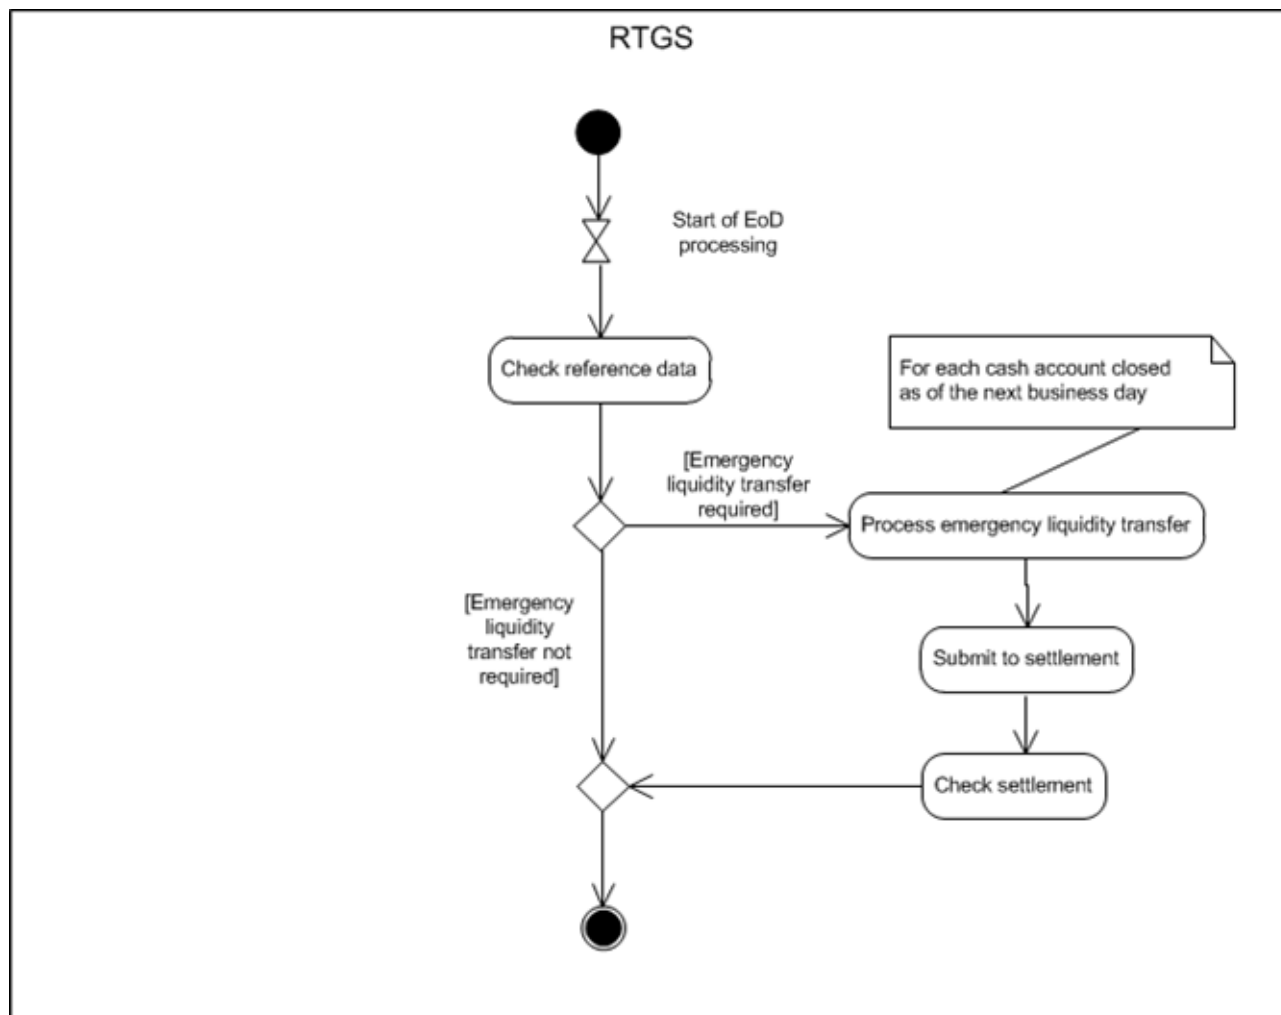 RTGS
Start of EoD
processing
Check reference data
For each cash account closed
as of the next business day
[Emergency
liquidity transfer
required]
Process emergency liquidity transfer
[Emergency
liquidity
transfer not
required]
Submit to settlement
Check settlement